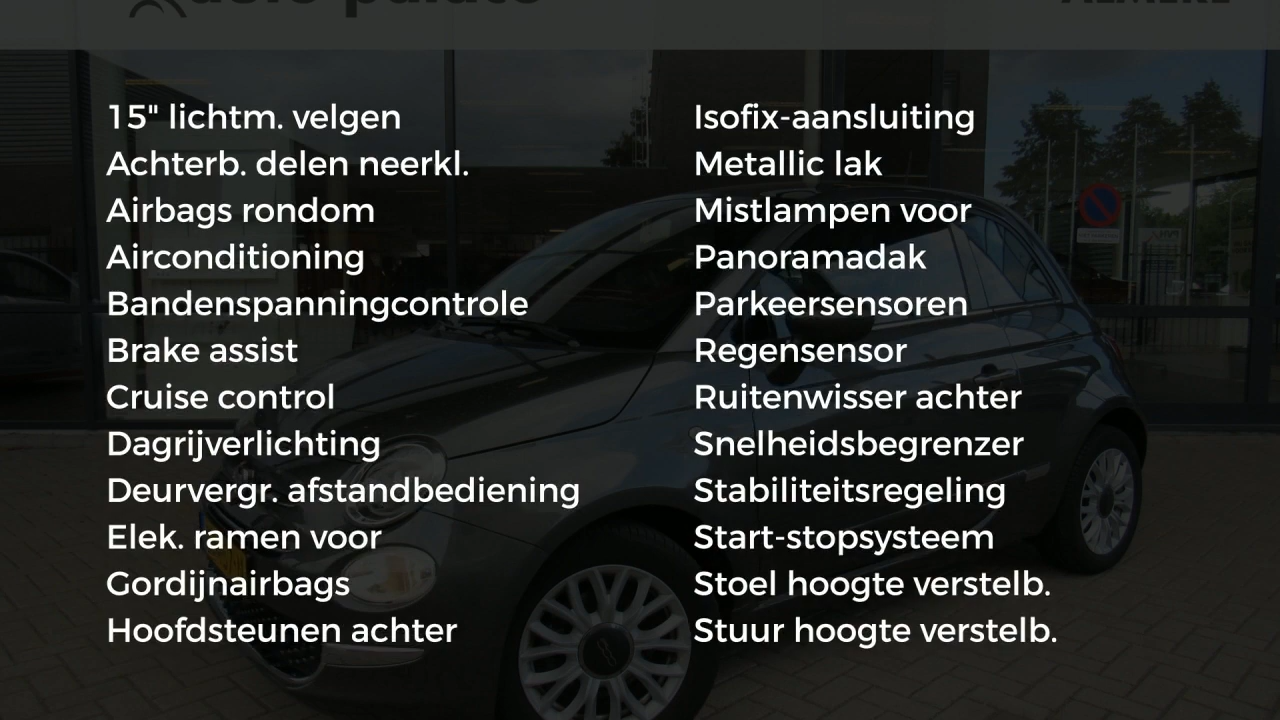 15" lichtm. velgen
Achterb. delen neerkl.
Airbags rondom
Airconditioning
Bandenspanningcontrole
Brake assist
Cruise control
Dagrijverlichting
Deurvergr. afstandbediening
Elek. ramen voor
Gordijnairbags
Hoofdsteunen achter
Isofix-aansluiting
Metallic lak
Mistlampen voor
Panoramadak
Parkeersensoren
Regensensor
Ruitenwisser achter
Snelheidsbegrenzer
Stabiliteitsregeling
Start-stopsysteem
Stoel hoogte verstelb.
Stuur hoogte verstelb.